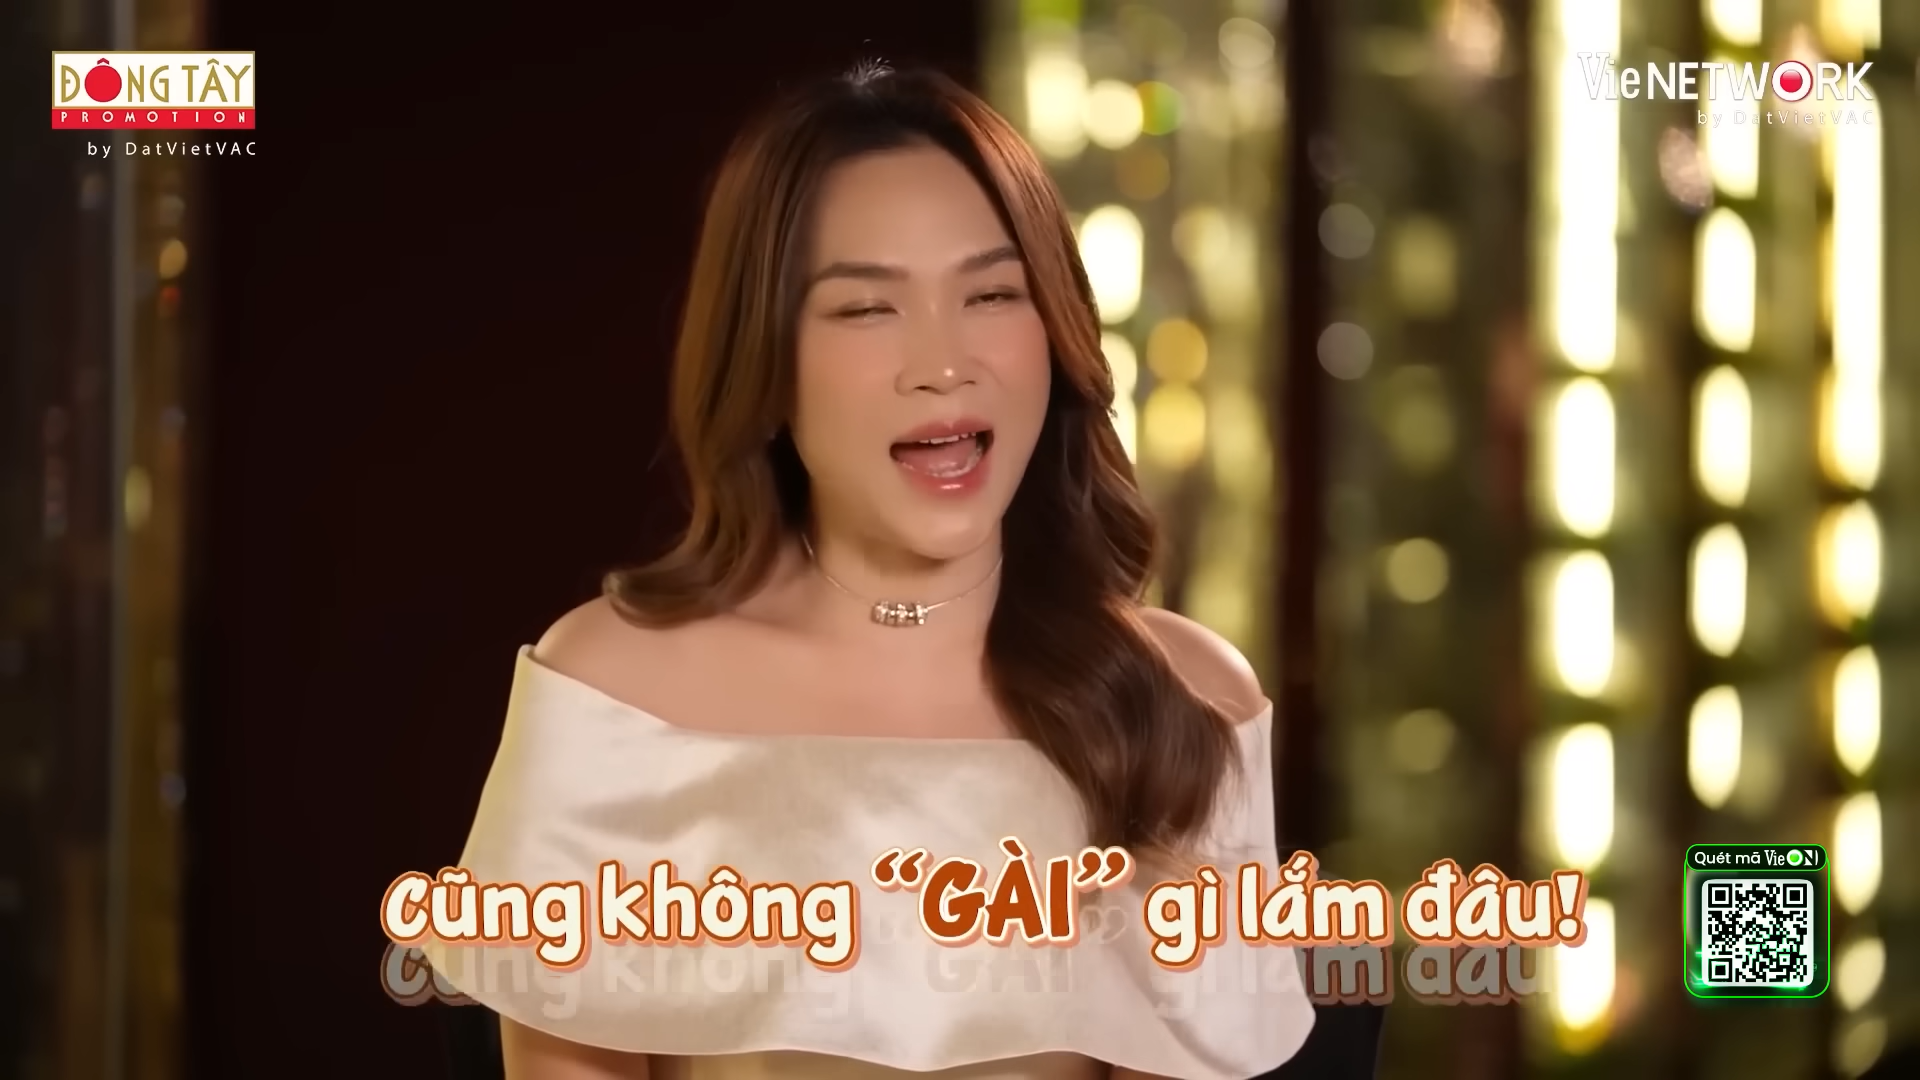 ĐÔNG TÂY
PROMOTION
by DatVietVAC
VieNETWORK
by DatVietVAC
Cũng không “GÀI” gì lắm đâu!
Quét mã VieON